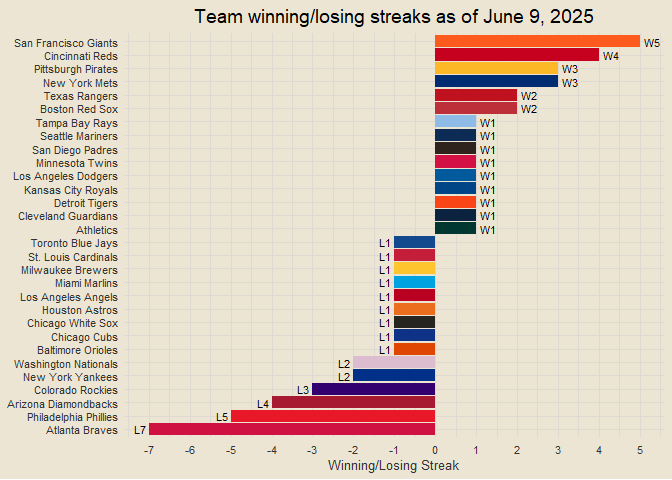 Team winning/losing streaks as of June 9, 2025
San Francisco Giants W5
Cincinnati Reds W4
Pittsburgh Pirates W3
New York Mets W3
Texas Rangers W2
Boston Red Sox W2
Tampa Bay Rays W1
Seattle Mariners W1
San Diego Padres W1
Minnesota Twins W1
Los Angeles Dodgers W1
Kansas City Royals W1
Detroit Tigers W1
Cleveland Guardians W1
Athletics W1
Toronto Blue Jays L1
St. Louis Cardinals L1
Milwaukee Brewers L1
Miami Marlins L1
Los Angeles Angels L1
Houston Astros L1
Chicago White Sox L1
Chicago Cubs L1
Baltimore Orioles L1
Washington Nationals L2
New York Yankees L2
Colorado Rockies L3
Arizona Diamondbacks L4
Philadelphia Phillies L5
Atlanta Braves L7
-7 -6 -5 -4 -3 -2 -1 0 1 2 3 4 5
Winning/Losing Streak